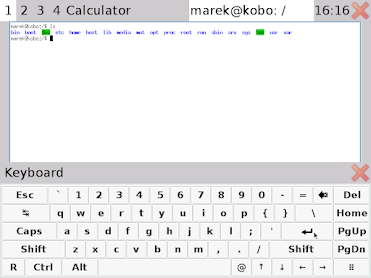 1 2 3 4 Calculator marek@kobo: / 16:16
marek@kobo:/$ ls
bin boot dev etc home host lib media mnt opt proc root run sbin srv sys tmp usr var
marek@kobo:/$
Keyboard
Esc ` 1 2 3 4 5 6 7 8 9 0 - = Del
q w e r t y u i o p { } \ Home
Caps a s d f g h j k l ; ' PgUp
Shift z x c v b n m , . / Shift PgDn
R Ctrl Alt @ ↑ ↓ ← →